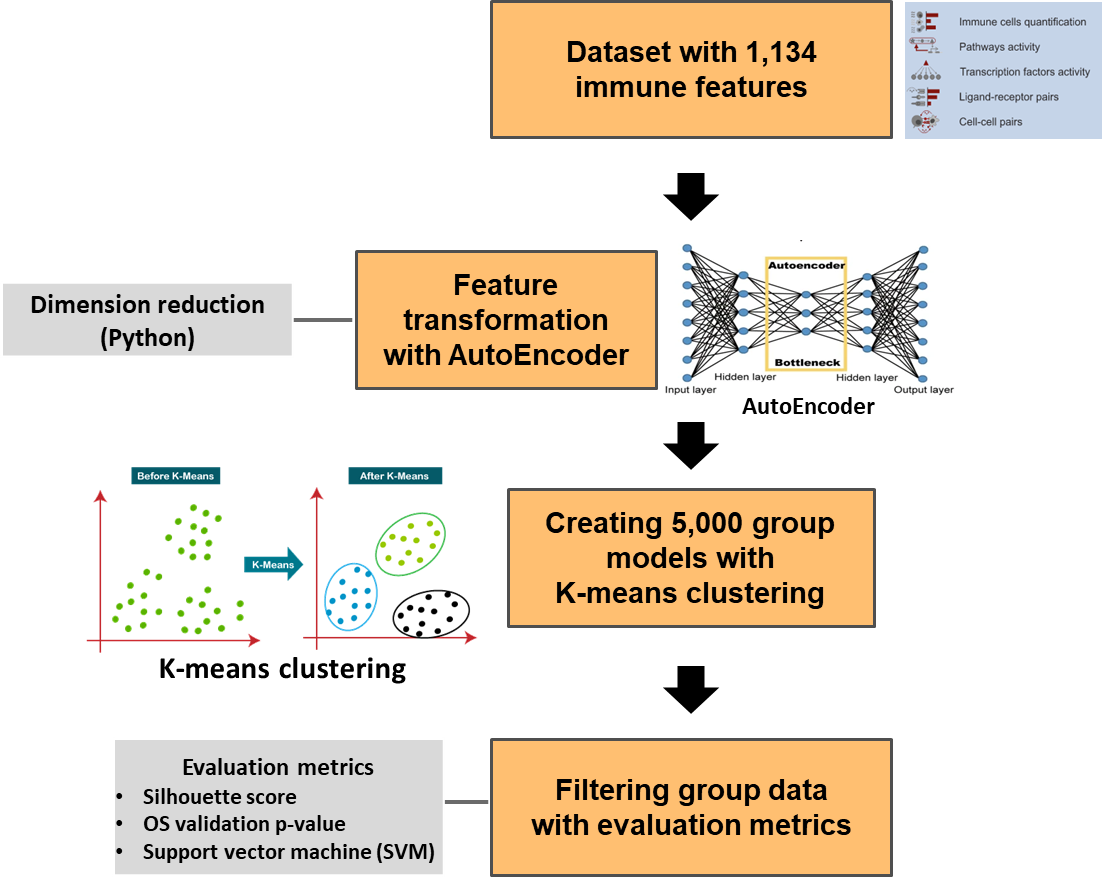 Dataset with 1,134
immune features
Immune cells quantification
Pathways activity
Transcription factors activity
Ligand-receptor pairs
Cell-cell pairs
Dimension reduction
(Python)
Feature
transformation
with AutoEncoder
Autoencoder
Bottleneck
Input layer
Hidden layer
Hidden layer
Output layer
AutoEncoder
Before K-Means
K-Means
After K-Means
K-means clustering
Creating 5,000 group
models with
K-means clustering
Evaluation metrics
• Silhouette score
• OS validation p-value
• Support vector machine (SVM)
Filtering group data
with evaluation metrics